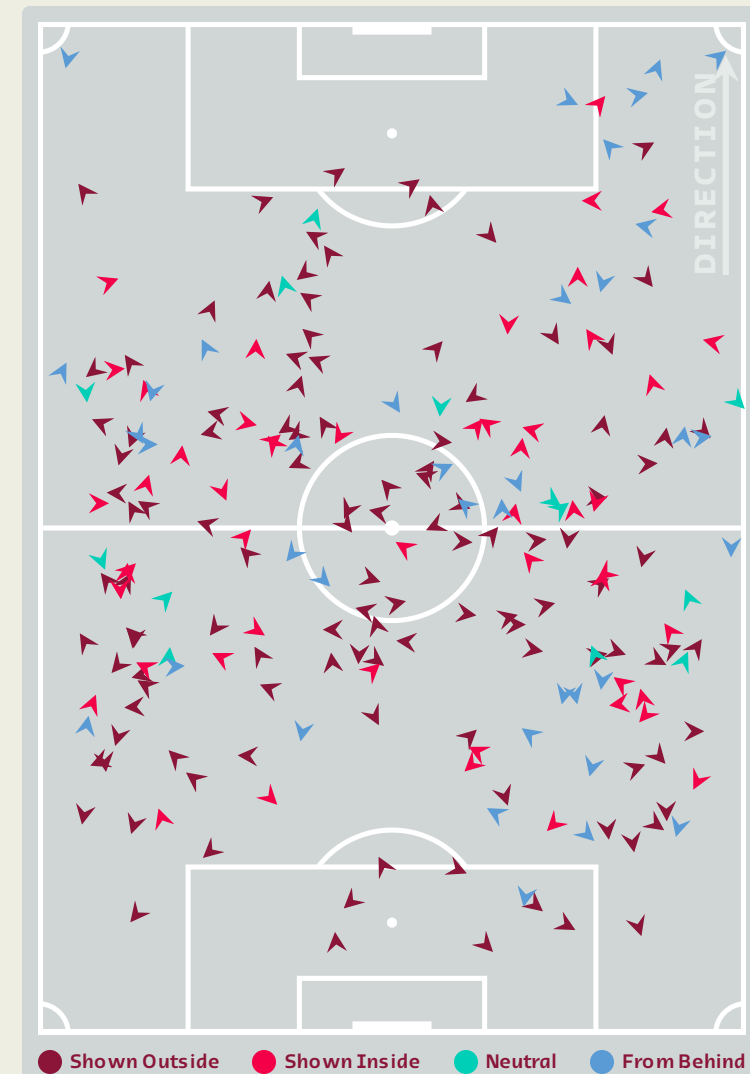 DIRECTION
Shown Outside
Shown Inside
Neutral
From Behind